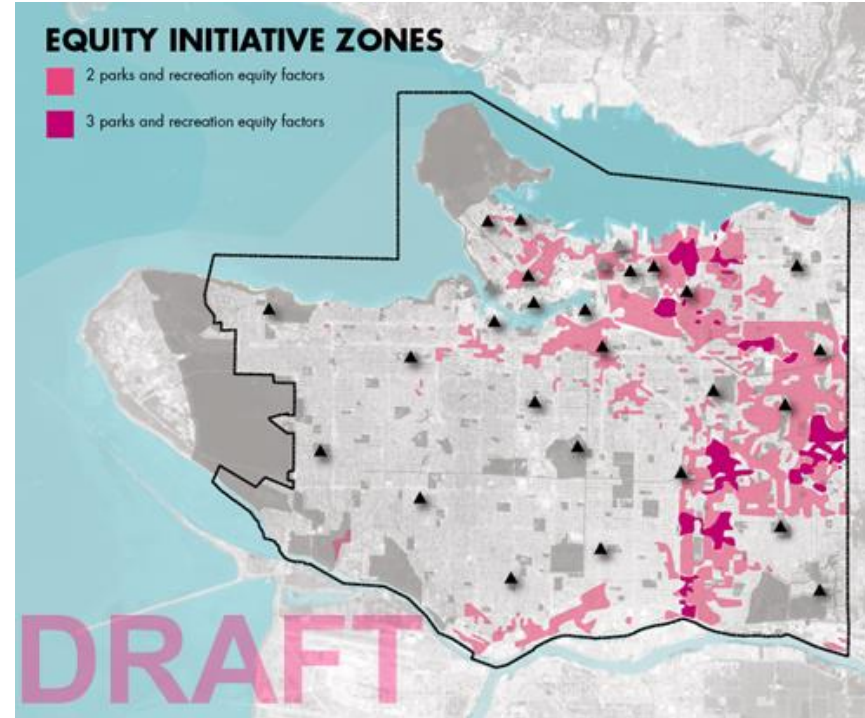 EQUITY INITIATIVE ZONES
2 parks and recreation equity factors
3 parks and recreation equity factors
DRAFT